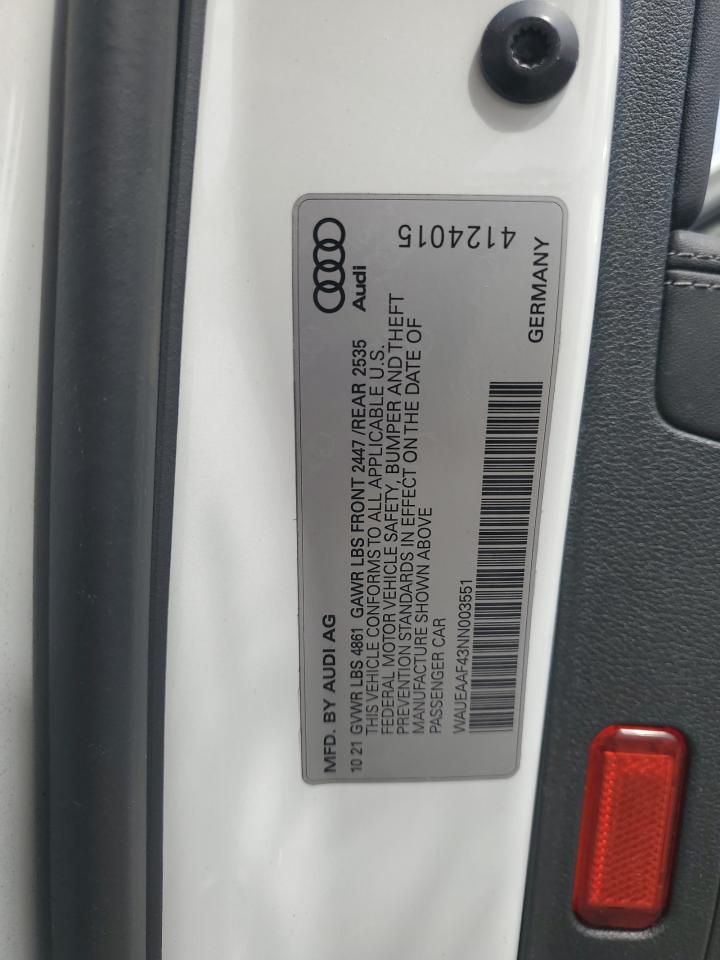 MFD. BY AUDI AG
10 21 GVWR LBS 4861 GAWR LBS FRONT 2447 /REAR 2535
THIS VEHICLE CONFORMS TO ALL APPLICABLE U.S.
FEDERAL MOTOR VEHICLE SAFETY, BUMPER AND THEFT
PREVENTION STANDARDS IN EFFECT ON THE DATE OF
MANUFACTURE SHOWN ABOVE
PASSENGER CAR
WAUEAAF43NN003551
Audi
4124015
GERMANY